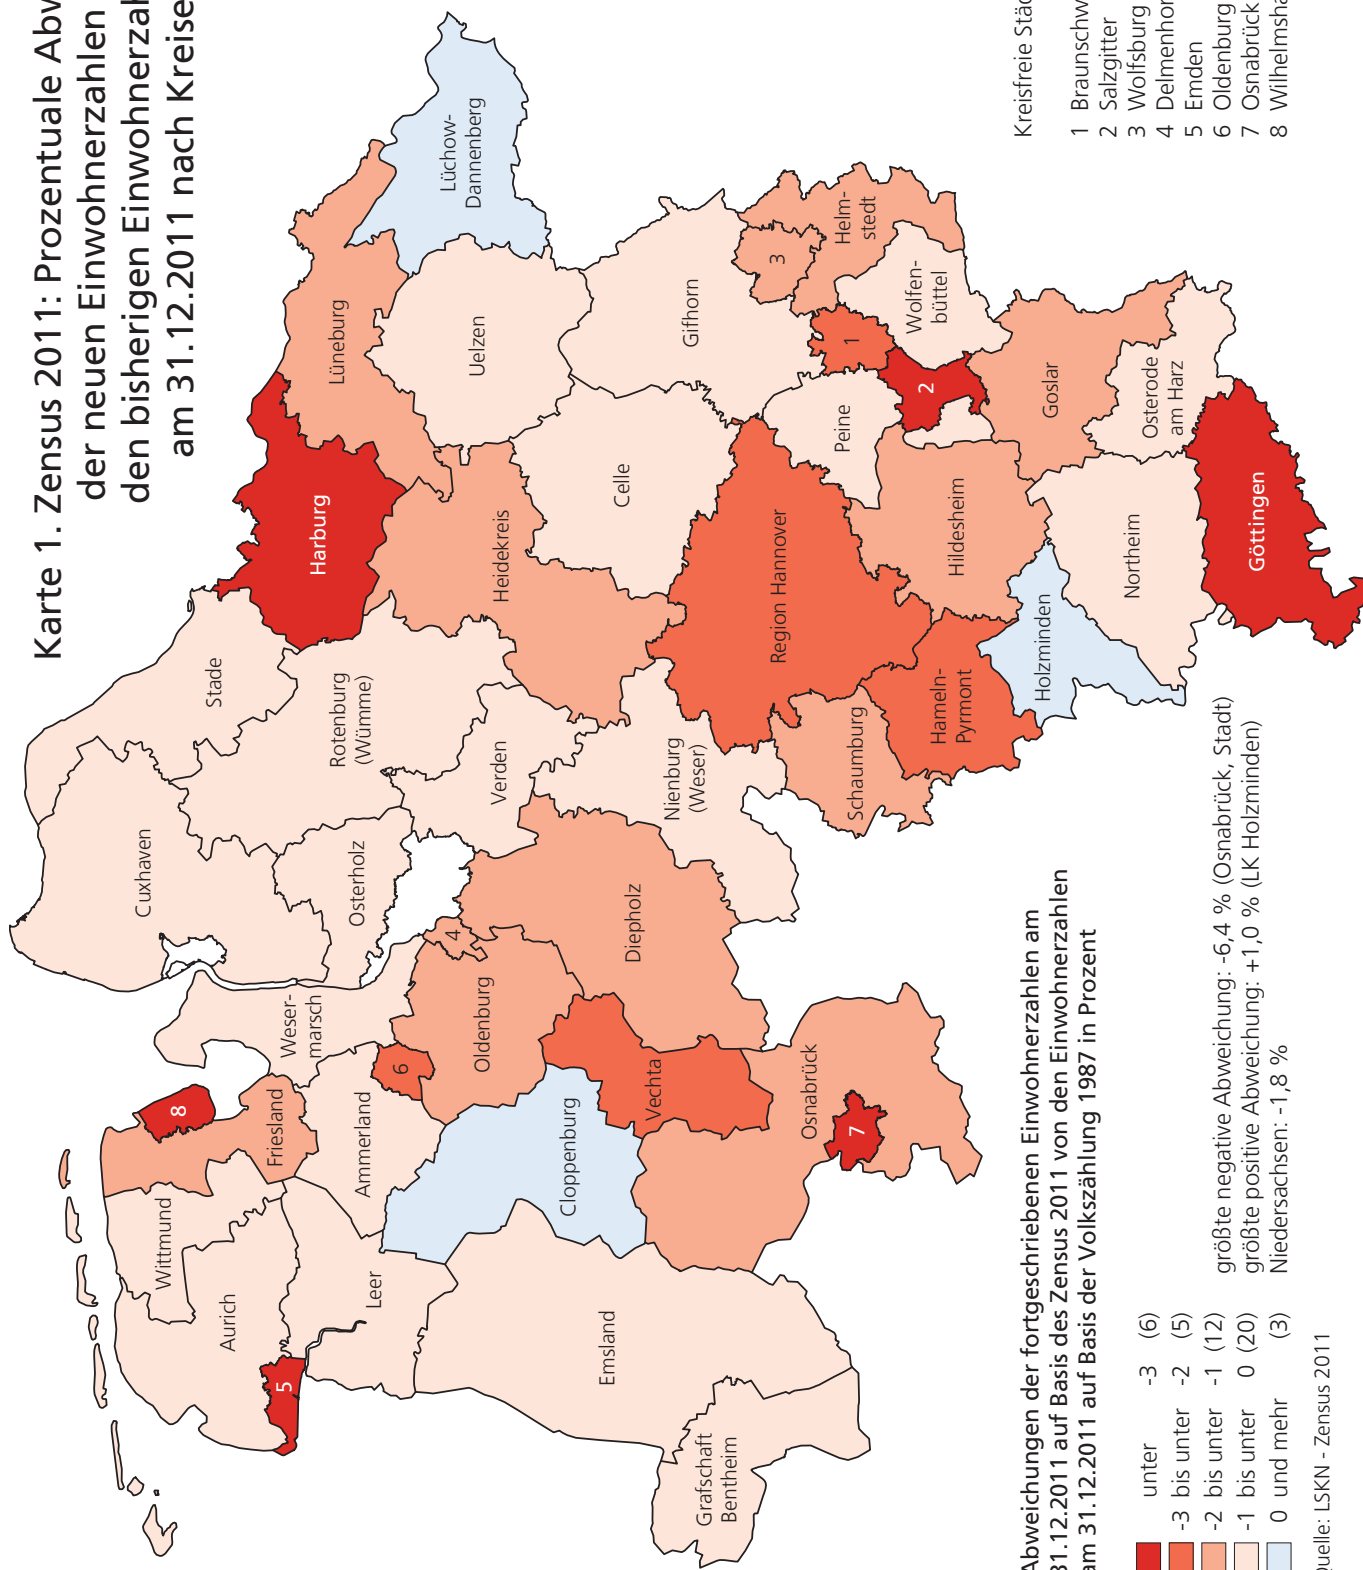 Karte 1. Zensus 2011: Prozentuale Abw
der neuen Einwohnerzahlen
den bisherigen Einwohnerzah
am 31.12.2011 nach Kreise
Cuxhaven
Stade
Harburg
Lüneburg
Lüchow-
Dannenberg
Uelzen
Rotenburg
(Wümme)
Osterholz
Verden
Heidekreis
Celle
Gifhorn
3
Helm-
stedt
Wolfen-
büttel
1
2
Peine
Goslar
Osterode
am Harz
Göttingen
Northeim
Hildesheim
Holzminden
Region Hannover
Hameln-
Pyrmont
Schaumburg
Nienburg
(Weser)
Diepholz
4
Oldenburg
6
Weser-
marsch
8
Friesland
Ammerland
Wittmund
Aurich
5
Leer
Cloppenburg
Vechta
Osnabrück
7
Emsland
Grafschaft
Bentheim
Kreisfreie Städ
1 Braunschw
2 Salzgitter
3 Wolfsburg
4 Delmenhor
5 Emden
6 Oldenburg
7 Osnabrück
8 Wilhelmsha
Abweichungen der fortgeschriebenen Einwohnerzahlen am
31.12.2011 auf Basis des Zensus 2011 von den Einwohnerzahlen
am 31.12.2011 auf Basis der Volkszählung 1987 in Prozent
unter -3 (6)
-3 bis unter -2 (5)
-2 bis unter -1 (12)
-1 bis unter 0 (20)
0 und mehr (3)
größte negative Abweichung: -6,4 % (Osnabrück, Stadt)
größte positive Abweichung: +1,0 % (LK Holzminden)
Niedersachsen: -1,8 %
Quelle: LSKN - Zensus 2011